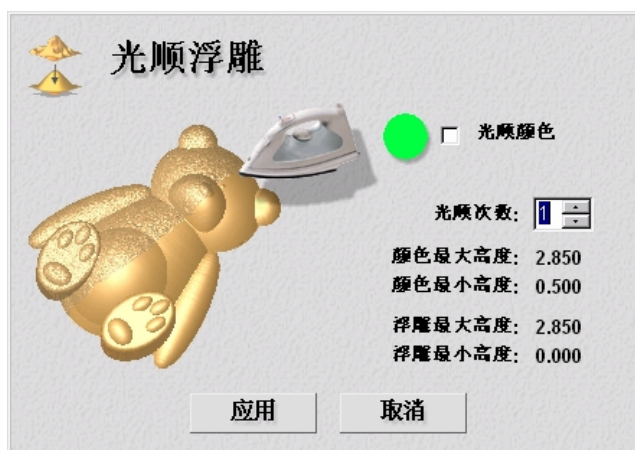 光顺浮雕
光顺颜色
光顺次数: 1
颜色最大高度: 2.850
颜色最小高度: 0.500
浮雕最大高度: 2.850
浮雕最小高度: 0.000
应用 取消